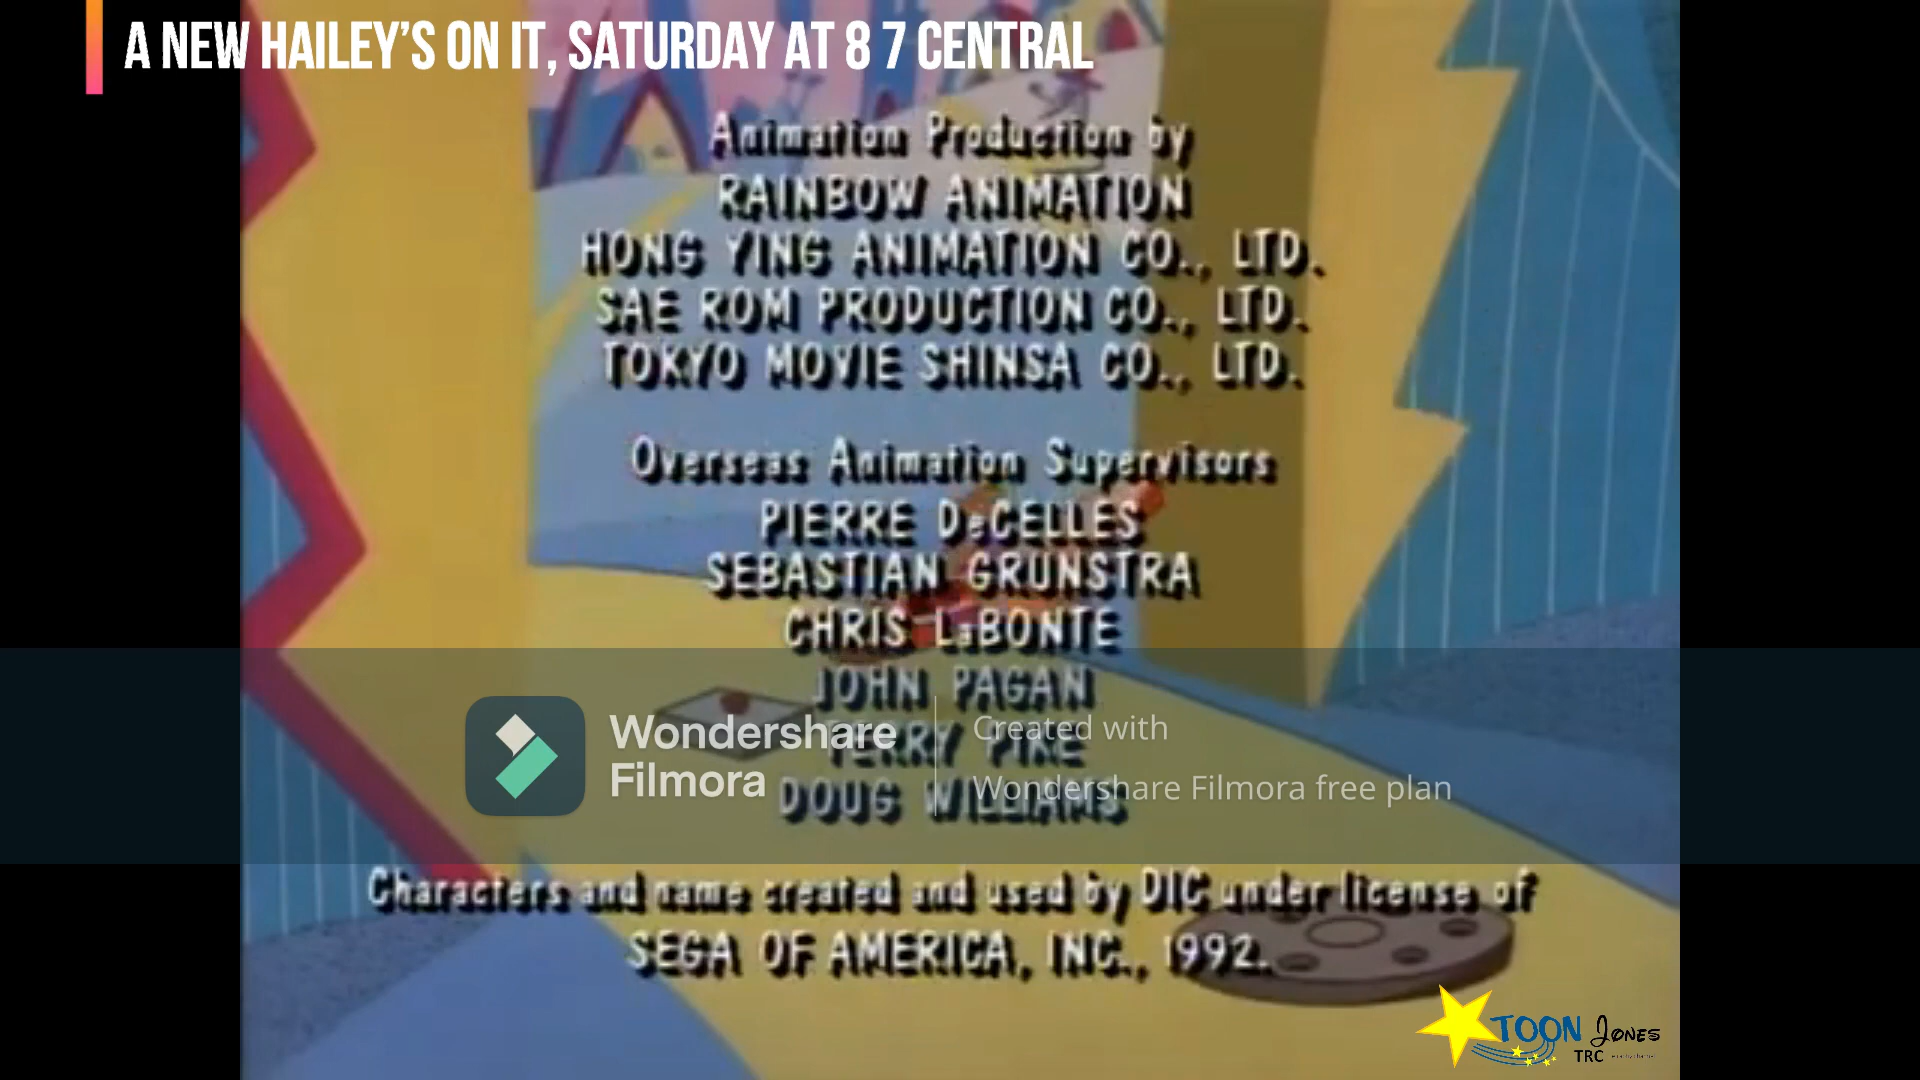 A NEW HAILEY'S ON IT, SATURDAY AT 8 7 CENTRAL
Animation Production by
RAINBOW ANIMATION
HONG YING ANIMATION CO., LTD.
SAE ROM PRODUCTION CO., LTD.
TOKYO MOVIE SHINSA CO., LTD.
Overseas Animation Supervisors
PIERRE DeCELLES
SEBASTIAN GRUNSTRA
CHRIS LaBONTE
JOHN PAGAN
TERRY PIKE
DOUG WILLIAMS
Wondershare
Filmora
Created with
Wondershare Filmora free plan
Characters and name created and used by DIC under license of
SEGA OF AMERICA, INC., 1992.
TOON JONES
TRC